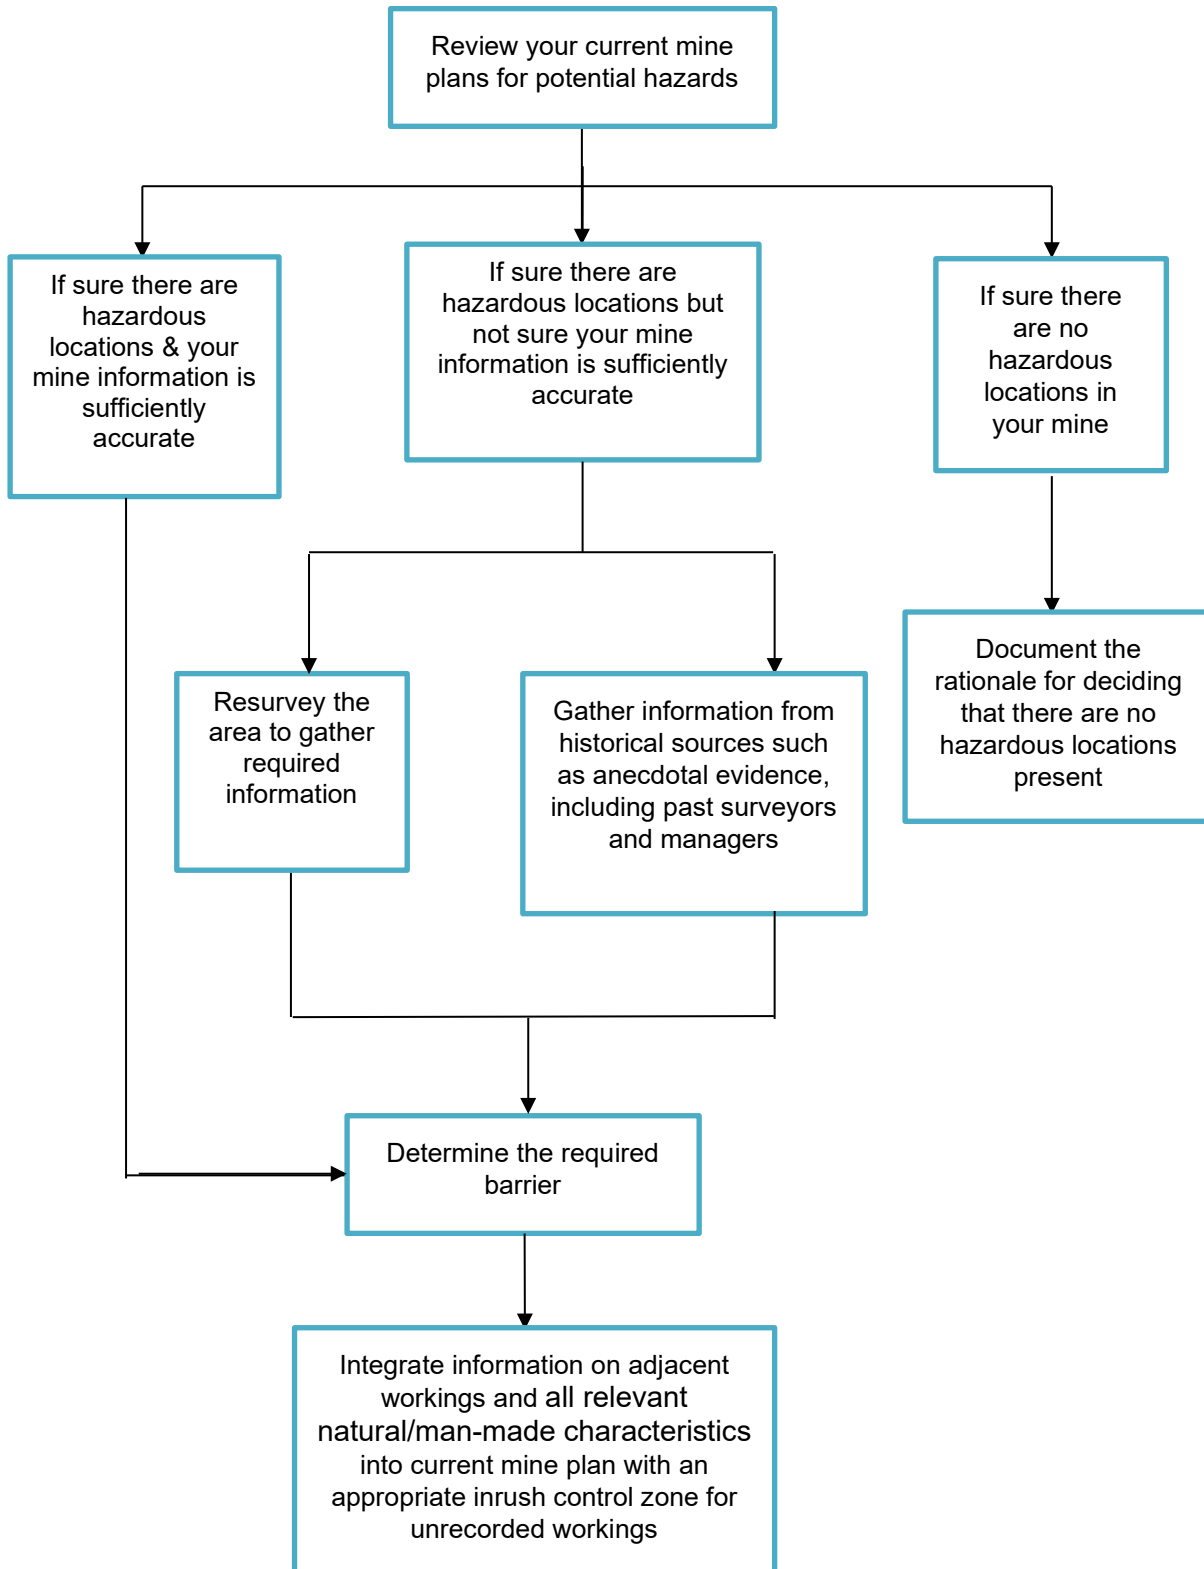 Review your current mine
plans for potential hazards
If sure there are
hazardous
locations & your
mine information is
sufficiently
accurate
If sure there are
hazardous locations but
not sure your mine
information is sufficiently
accurate
If sure there
are no
hazardous
locations in
your mine
Resurvey the
area to gather
required
information
Gather information from
historical sources such
as anecdotal evidence,
including past surveyors
and managers
Document the
rationale for deciding
that there are no
hazardous locations
present
Determine the required
barrier
Integrate information on adjacent
workings and all relevant
natural/man-made characteristics
into current mine plan with an
appropriate inrush control zone for
unrecorded workings